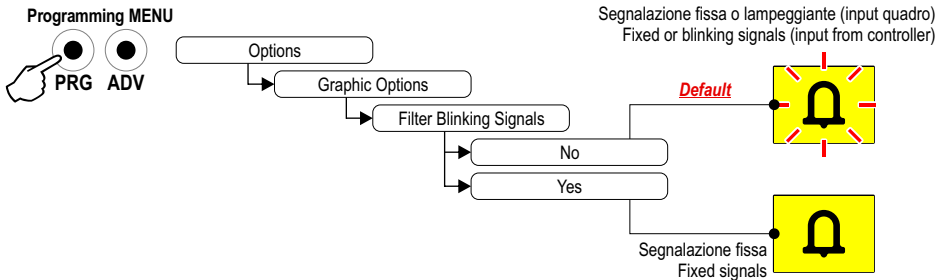 Programming MENU
PRG ADV
Options
Graphic Options
Filter Blinking Signals
No
Yes
Segnalazione fissa o lampeggiante (input quadro)
Fixed or blinking signals (input from controller)
Default
Segnalazione fissa
Fixed signals